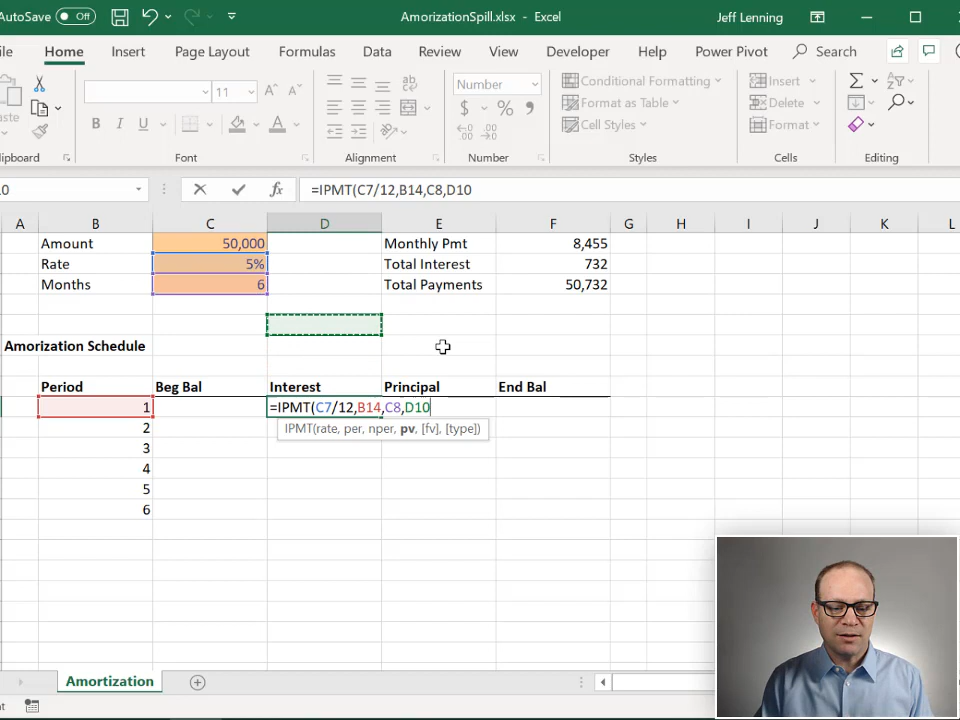 AutoSave Off AmorizationSpill.xlsx - Excel Jeff Lenning
Home Insert Page Layout Formulas Data Review View Developer Help Power Pivot Search
11 Number Conditional Formatting Insert
B I U $ % Format as Table Delete
Cell Styles Format
Font Alignment Number Styles Cells Editing
=IPMT(C7/12,B14,C8,D10
A B C D E F G H I J K L
Amount 50,000 Monthly Pmt 8,455
Rate 5% Total Interest 732
Months 6 Total Payments 50,732
Amorization Schedule
Period Beg Bal Interest Principal End Bal
1 =IPMT(C7/12,B14,C8,D10
2 IPMT(rate, per, nper, pv, [fv], [type])
3
4
5
6
Amortization